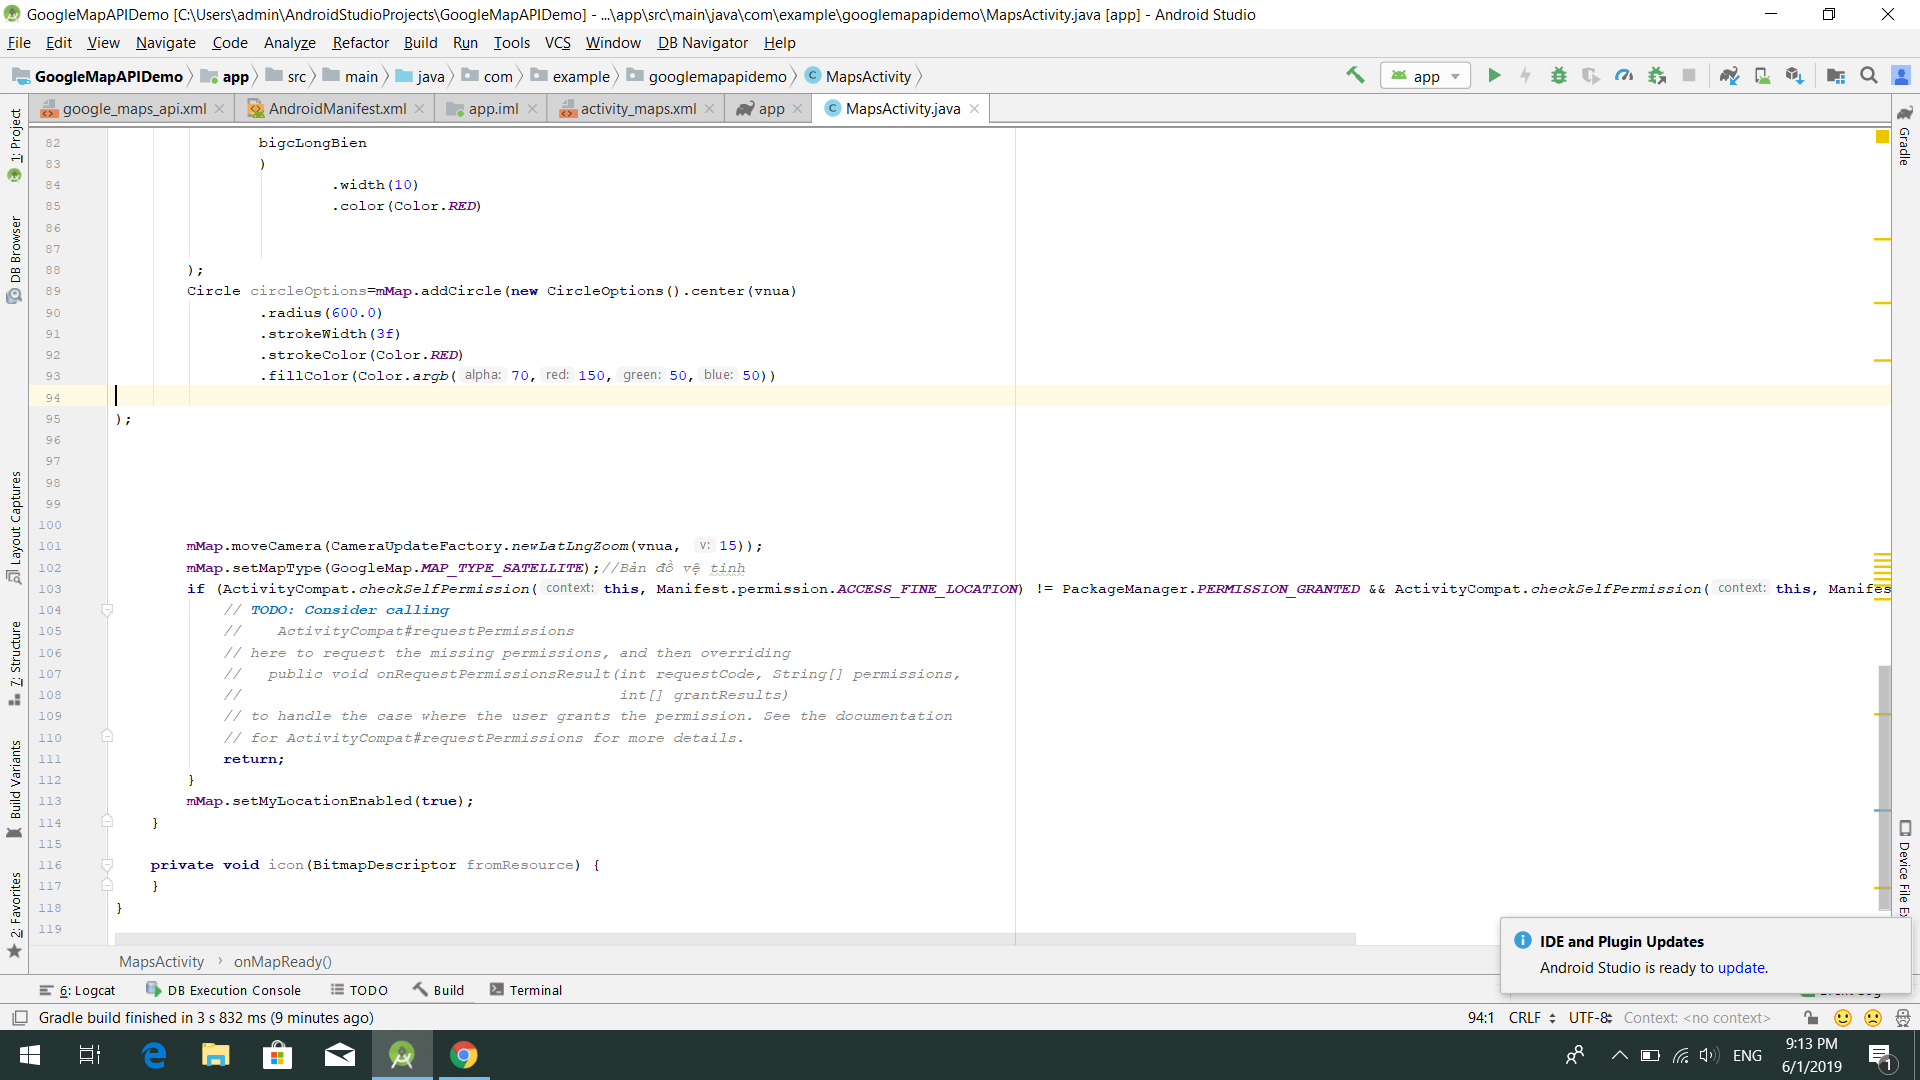 GoogleMapAPIDemo [C:\Users\admin\AndroidStudioProjects\GoogleMapAPIDemo] - ...\app\src\main\java\com\example\googlemapapidemo\MapsActivity.java [app] - Android Studio
File Edit View Navigate Code Analyze Refactor Build Run Tools VCS Window DB Navigator Help
GoogleMapAPIDemo app src main java com example googlemapapidemo MapsActivity app
google_maps_api.xml AndroidManifest.xml app.iml activity_maps.xml app MapsActivity.java
1: Project
DB Browser
Layout Captures
7: Structure
Build Variants
2: Favorites
82 bigcLongBien
83 )
84 .width(10)
85 .color(Color.RED)
86
87
88 );
89 Circle circleOptions=mMap.addCircle(new CircleOptions().center(vnua)
90 .radius(600.0)
91 .strokeWidth(3f)
92 .strokeColor(Color.RED)
93 .fillColor(Color.argb( alpha: 70, red: 150, green: 50, blue: 50))
94
95 );
96
97
98
99
100
101 mMap.moveCamera(CameraUpdateFactory.newLatLngZoom(vnua, v: 15));
102 mMap.setMapType(GoogleMap.MAP_TYPE_SATELLITE);//Bản đồ vệ tinh
103 if (ActivityCompat.checkSelfPermission( context: this, Manifest.permission.ACCESS_FINE_LOCATION) != PackageManager.PERMISSION_GRANTED && ActivityCompat.checkSelfPermission( context: this, Manifes
104 // TODO: Consider calling
105 // ActivityCompat#requestPermissions
106 // here to request the missing permissions, and then overriding
107 // public void onRequestPermissionsResult(int requestCode, String[] permissions,
108 // int[] grantResults)
109 // to handle the case where the user grants the permission. See the documentation
110 // for ActivityCompat#requestPermissions for more details.
111 return;
112 }
113 mMap.setMyLocationEnabled(true);
114 }
115
116 private void icon(BitmapDescriptor fromResource) {
117 }
118 }
119
Gradle
Device File Ex
MapsActivity › onMapReady()
IDE and Plugin Updates
Android Studio is ready to update.
6: Logcat DB Execution Console TODO Build Terminal
Gradle build finished in 3 s 832 ms (9 minutes ago) 94:1 CRLF UTF-8 Context: <no context>
ENG 9:13 PM
6/1/2019
1